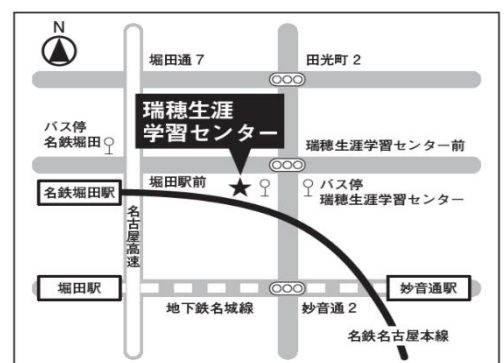 N
堀田通 7
田光町 2
瑞穂生涯
学習センター
バス停
名鉄堀田
瑞穂生涯学習センター前
名鉄堀田駅
堀田駅前
バス停
瑞穂生涯学習センター
名古屋高速
堀田駅
妙音通駅
地下鉄名城線
妙音通 2
名鉄名古屋本線